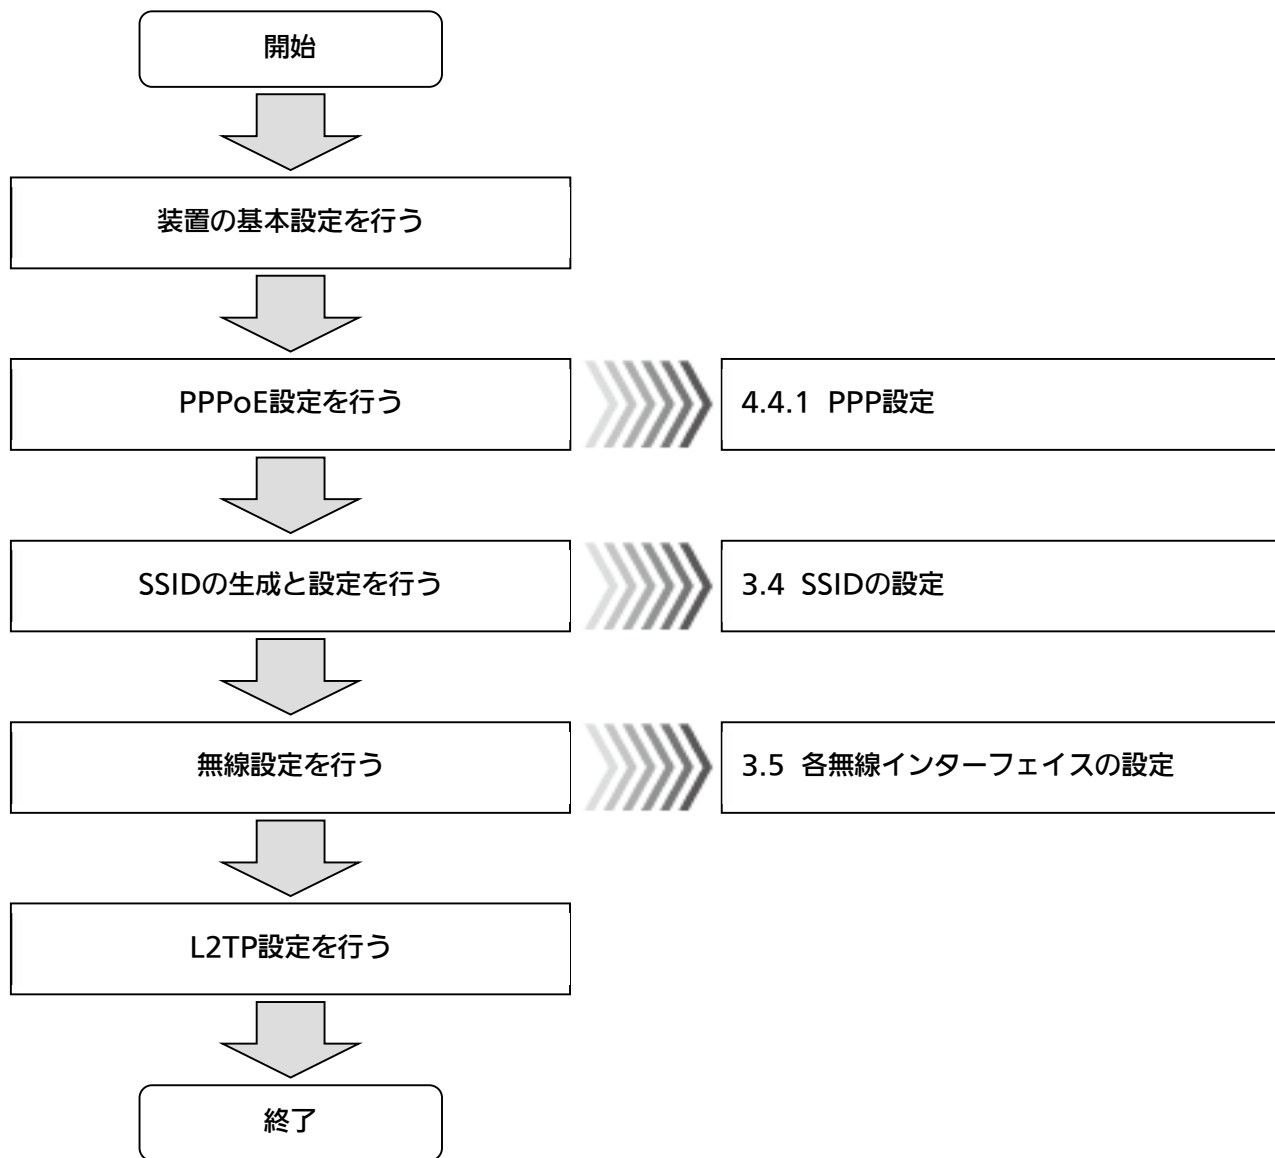 開始
装置の基本設定を行う
PPPoE設定を行う
4.4.1 PPP設定
SSIDの生成と設定を行う
3.4 SSIDの設定
無線設定を行う
3.5 各無線インターフェイスの設定
L2TP設定を行う
終了